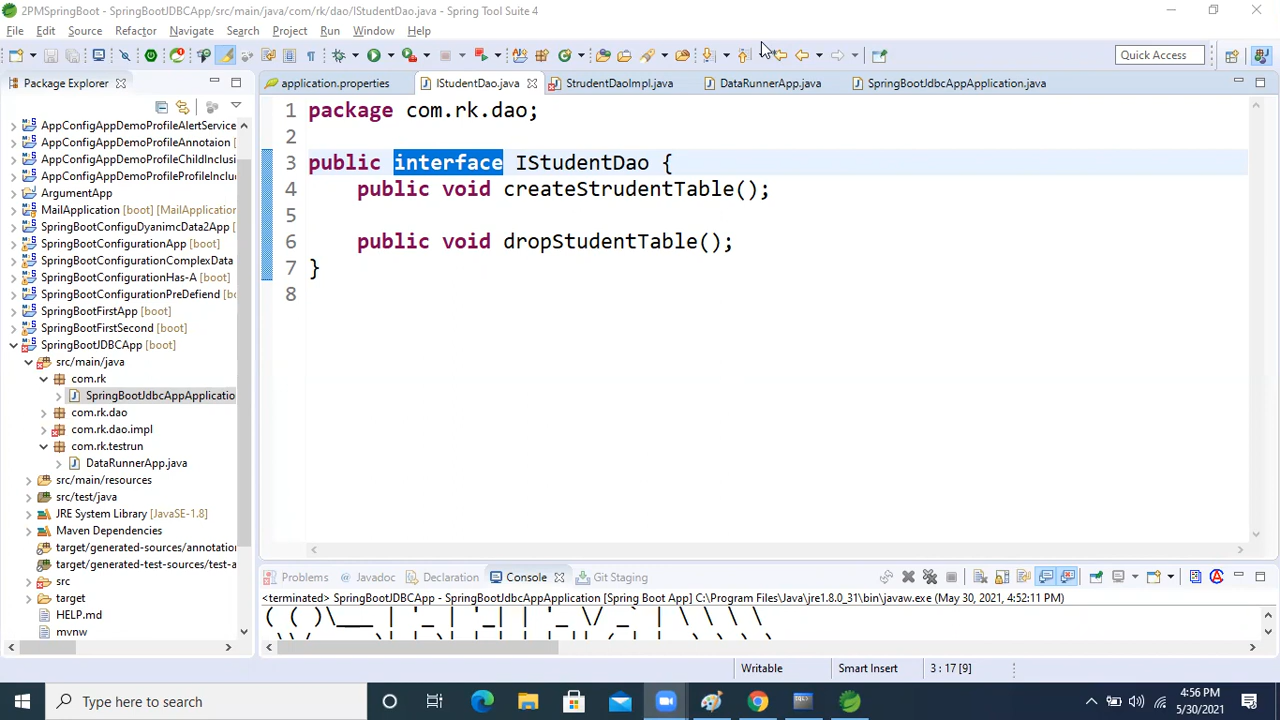 2PMSpringBoot - SpringBootJDBCApp/src/main/java/com/rk/dao/IStudentDao.java - Spring Tool Suite 4
File Edit Source Refactor Navigate Search Project Run Window Help
Quick Access
Package Explorer
application.properties IStudentDao.java StrudentDaoImpl.java DataRunnerApp.java SpringBootJdbcAppApplication.java
AppConfigAppDemoProfileAlertService
AppConfigAppDemoProfileAnnotaion
AppConfigAppDemoProfileChildInclusi
AppConfigAppDemoProfileProfileInclu
ArgumentApp
MailApplication [boot] [MailApplication
SpringBootConfiguDyanimcData2App
SpringBootConfigurationApp [boot]
SpringBootConfigurationComplexData
SpringBootConfigurationHas-A [boot]
SpringBootConfigurationPreDefiend [boot]
SpringBootFirstApp [boot]
SpringBootFirstSecond [boot]
SpringBootJDBCApp [boot]
src/main/java
com.rk
SpringBootJdbcAppApplicatio
com.rk.dao
com.rk.dao.impl
com.rk.testrun
DataRunnerApp.java
src/main/resources
src/test/java
JRE System Library [JavaSE-1.8]
Maven Dependencies
target/generated-sources/annotation
target/generated-test-sources/test-a
src
target
HELP.md
mvnw
1 package com.rk.dao;
2
3 public interface IStudentDao {
4 public void createStrudentTable();
5
6 public void dropStudentTable();
7 }
8
Problems Javadoc Declaration Console Git Staging
<terminated> SpringBootJDBCApp - SpringBootJdbcAppApplication [Spring Boot App] C:\Program Files\Java\jre1.8.0_31\bin\javaw.exe (May 30, 2021, 4:52:11 PM)
( ( )\___ | '_ | '_| | '_ \/ _` | \ \ \ \
Writable Smart Insert 3 : 17 [9]
Type here to search
4:56 PM
5/30/2021